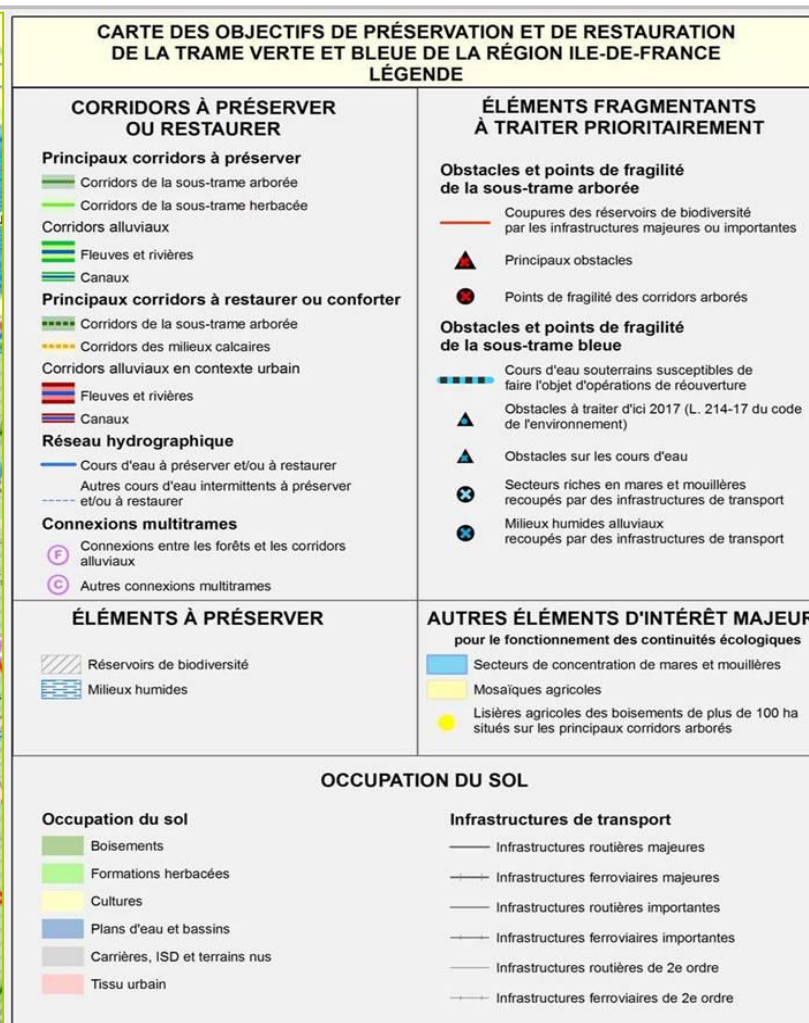 CARTE DES OBJECTIFS DE PRÉSERVATION ET DE RESTAURATION
DE LA TRAME VERTE ET BLEUE DE LA RÉGION ILE-DE-FRANCE
LÉGENDE
CORRIDORS À PRÉSERVER
OU RESTAURER
Principaux corridors à préserver
Corridors de la sous-trame arborée
Corridors de la sous-trame herbacée
Corridors alluviaux
Fleuves et rivières
Canaux
Principaux corridors à restaurer ou conforter
Corridors de la sous-trame arborée
Corridors des milieux calcaires
Corridors alluviaux en contexte urbain
Fleuves et rivières
Canaux
Réseau hydrographique
Cours d'eau à préserver et/ou à restaurer
Autres cours d'eau intermittents à préserver
et/ou à restaurer
Connexions multitrames
F Connexions entre les forêts et les corridors
alluviaux
C Autres connexions multitrames
ÉLÉMENTS FRAGMENTANTS
À TRAITER PRIORITAIREMENT
Obstacles et points de fragilité
de la sous-trame arborée
Coupures des réservoirs de biodiversité
par les infrastructures majeures ou importantes
Principaux obstacles
Points de fragilité des corridors arborés
Obstacles et points de fragilité
de la sous-trame bleue
Cours d'eau souterrains susceptibles de
faire l'objet d'opérations de réouverture
Obstacles à traiter d'ici 2017 (L. 214-17 du code
de l'environnement)
Obstacles sur les cours d'eau
Secteurs riches en mares et mouillères
recoupés par des infrastructures de transport
Milieux humides alluviaux
recoupés par des infrastructures de transport
ÉLÉMENTS À PRÉSERVER
Réservoirs de biodiversité
Milieux humides
AUTRES ÉLÉMENTS D'INTÉRÊT MAJEUR
pour le fonctionnement des continuités écologiques
Secteurs de concentration de mares et mouillères
Mosaïques agricoles
Lisières agricoles des boisements de plus de 100 ha
situés sur les principaux corridors arborés
OCCUPATION DU SOL
Occupation du sol
Boisements
Formations herbacées
Cultures
Plans d'eau et bassins
Carrières, ISD et terrains nus
Tissu urbain
Infrastructures de transport
Infrastructures routières majeures
Infrastructures ferroviaires majeures
Infrastructures routières importantes
Infrastructures ferroviaires importantes
Infrastructures routières de 2e ordre
Infrastructures ferroviaires de 2e ordre